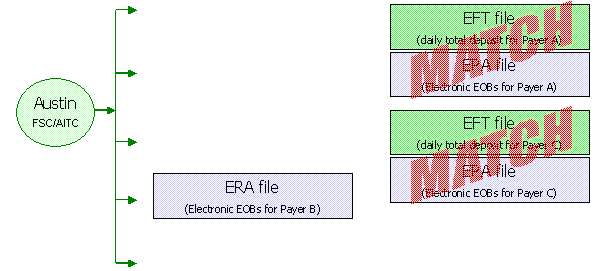 Austin
FSC/AITC
EFT file
(daily total deposit for Payer A)
MATCH
ERA file
(Electronic EOBs for Payer A)
EFT file
(daily total deposit for Payer C)
MATCH
ERA file
(Electronic EOBs for Payer C)
ERA file
(Electronic EOBs for Payer B)